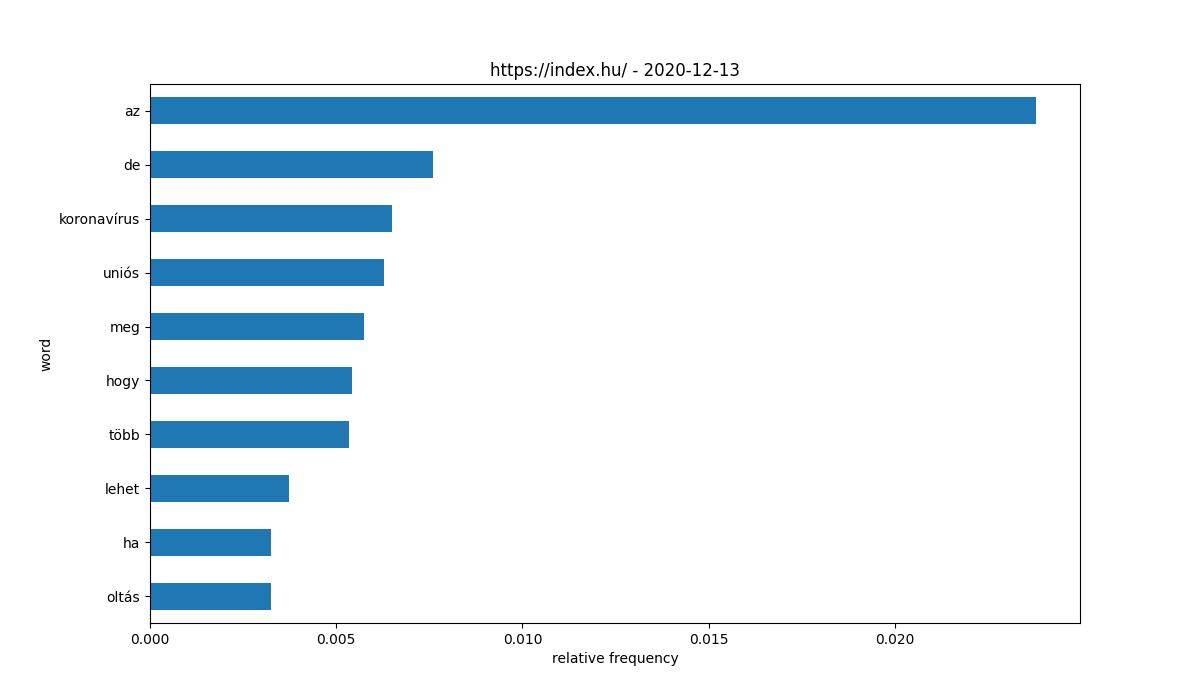 https://index.hu/ - 2020-12-13
az
de
koronavírus
uniós
meg
hogy
több
lehet
ha
oltás
word
0.000 0.005 0.010 0.015 0.020
relative frequency